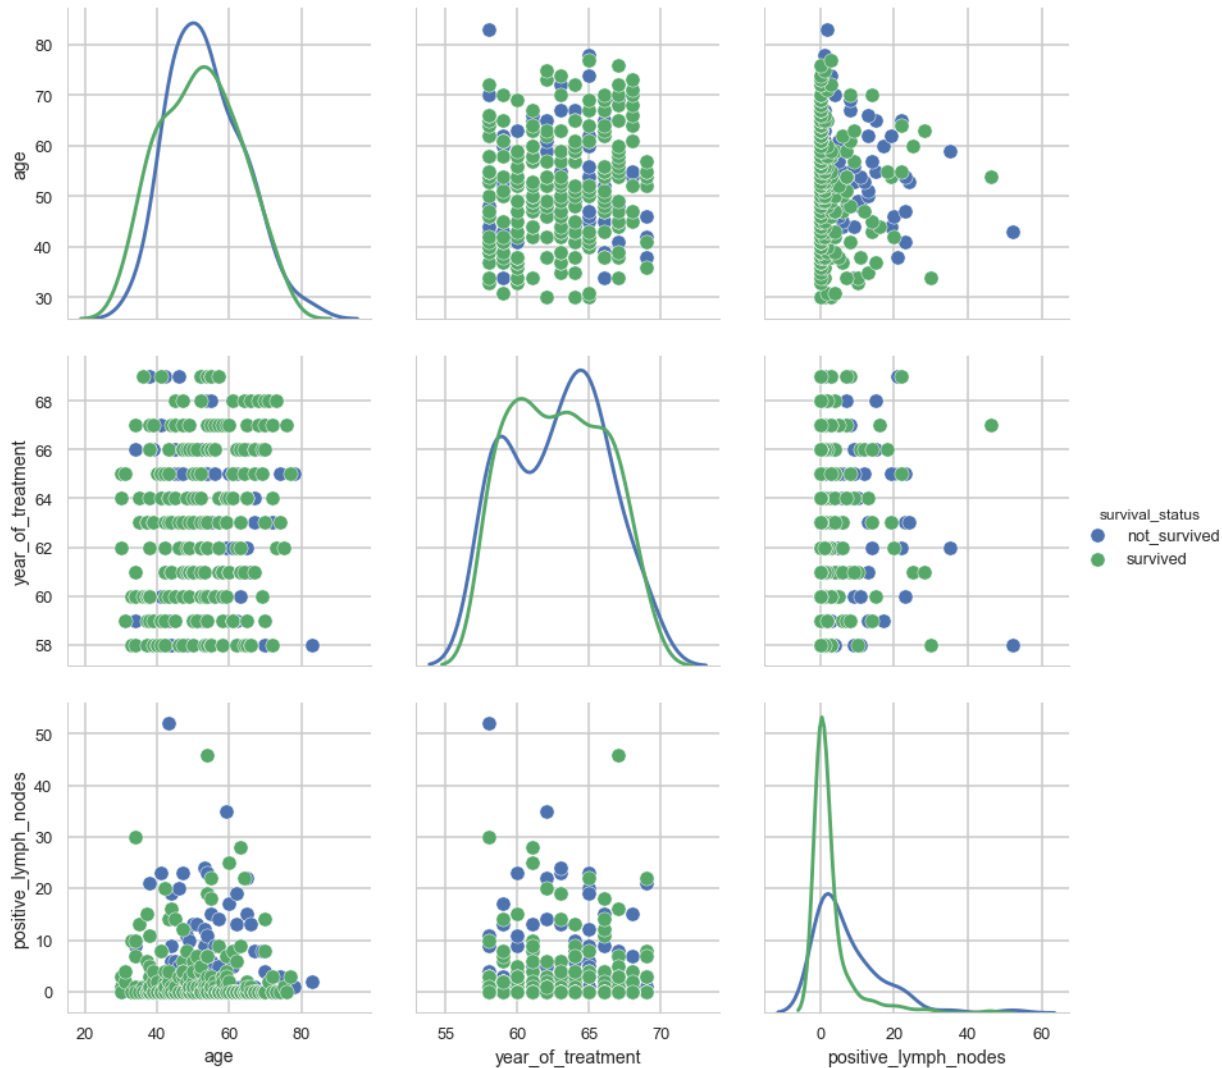 80
70
60
50
40
30
age
68
66
64
62
60
58
year_of_treatment
survival_status
not_survived
survived
50
40
30
20
10
0
positive_lymph_nodes
20 40 60 80
55 60 65 70
0 20 40 60
age
year_of_treatment
positive_lymph_nodes